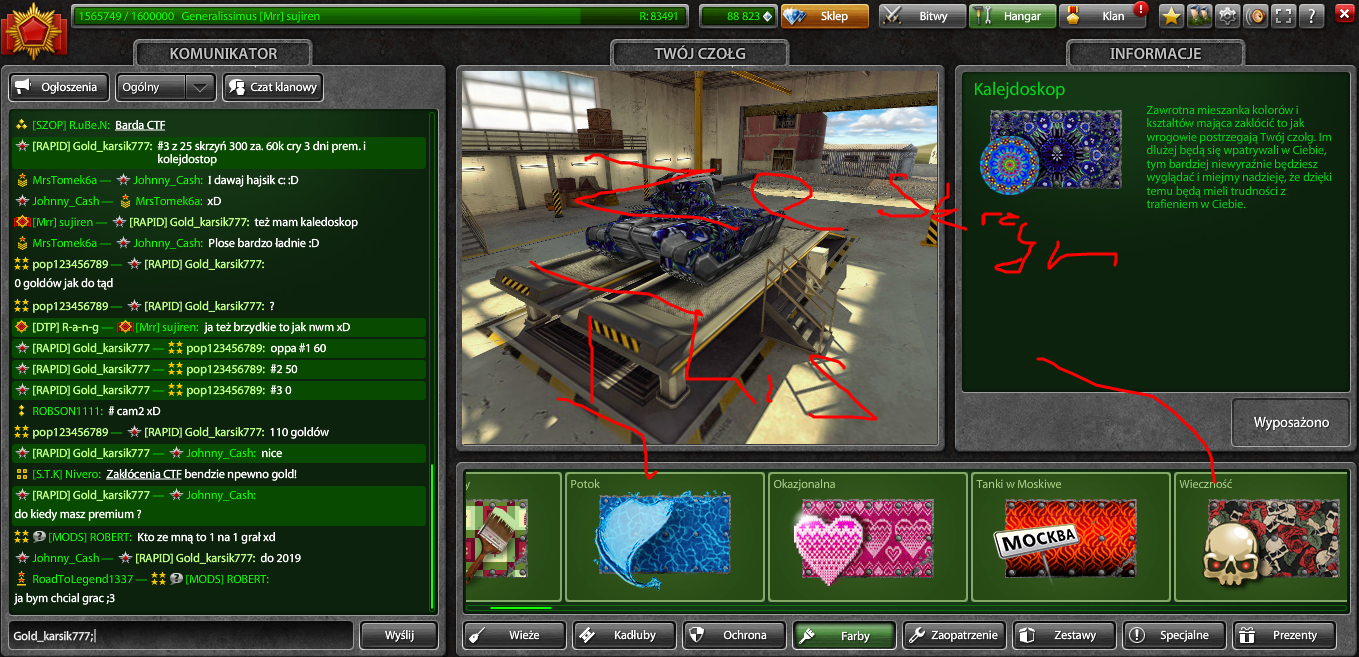 1565749 / 1600000 Generalissimus [Mrr] sujiren
R: 83491
88 823
Sklep
Bitwy
Hangar
Klan
!
?
KOMUNIKATOR
TWÓJ CZOŁG
INFORMACJE
Ogłoszenia
Ogólny
Czat klanowy
[SZOP] R.uBe.N: Barda CTF
[RAPID] Gold_karsik777: #3 z 25 skrzyń 300 za. 60k cry 3 dni prem. i
kolejdostop
MrsTomek6a — Johnny_Cash: I dawaj hajsik c: :D
Johnny_Cash — MrsTomek6a: xD
[Mrr] sujiren — [RAPID] Gold_karsik777: też mam kaledoskop
MrsTomek6a — Johnny_Cash: Plose bardzo ładnie :D
pop123456789 — [RAPID] Gold_karsik777:
0 goldów jak do tąd
pop123456789 — [RAPID] Gold_karsik777: ?
[DTP] R-a-n-g — [Mrr] sujiren: ja też brzydkie to jak nwm xD
[RAPID] Gold_karsik777 — pop123456789: oppa #1 60
[RAPID] Gold_karsik777 — pop123456789: #2 50
[RAPID] Gold_karsik777 — pop123456789: #3 0
ROBSON1111: # cam2 xD
pop123456789 — [RAPID] Gold_karsik777: 110 goldów
[RAPID] Gold_karsik777 — Johnny_Cash: nice
[S.T.K] Nivero: Zakłócenia CTF bendzie npewno gold!
[RAPID] Gold_karsik777 — Johnny_Cash:
do kiedy masz premium ?
[MODS] ROBERT: Kto ze mną to 1 na 1 grał xd
Johnny_Cash — [RAPID] Gold_karsik777: do 2019
RoadToLegend1337 — [MODS] ROBERT:
ja bym chcial grac ;3
Gold_karsik777;
Wyślij
Kalejdoskop
Zawrotna mieszanka kolorów i
kształtów mająca zakłócić to jak
wrogowie postrzegają Twój czołg. Im
dłużej będą się wpatrywali w Ciebie,
tym bardziej niewyraźnie będziesz
wyglądać i miejmy nadzieję, że dzięki
temu będą mieli trudności z
trafieniem w Ciebie.
Wyposażono
y
Potok
Okazjonalna
Tanki w Moskiwe
МОСКВА
Wieczność
Wieże
Kadłuby
Ochrona
Farby
Zaopatrzenie
Zestawy
Specjalne
Prezenty